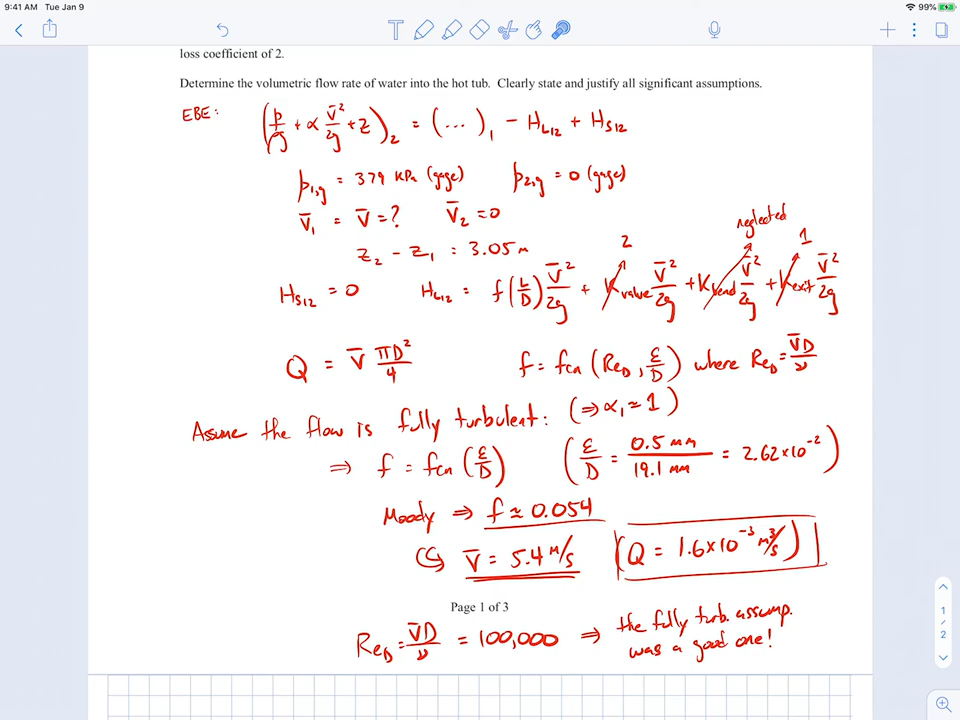 9:41 AM Tue Jan 9
99%
loss coefficient of 2.
Determine the volumetric flow rate of water into the hot tub. Clearly state and justify all significant assumptions.
EBE: (p/ρg + α V̄²/2g + z)₂ = (...)₁ - H_L12 + H_S12
p₁,g = 379 kPa (gage) p₂,g = 0 (gage)
V̄₁ = V̄ = ? V̄₂ = 0
neglected
z₂ - z₁ = 3.05 m
2 1
H_S12 = 0 H_L12 = f (L/D) V̄²/2g + K_valve V̄²/2g + K_bend V̄²/2g + K_exit V̄²/2g
Q = V̄ πD²/4 f = fcn (Re_D, ε/D) where Re_D = V̄D/ν
Assume the flow is fully turbulent: (⇒ α₁ ≈ 1)
⇒ f = fcn (ε/D) (ε/D = 0.5 mm/19.1 mm = 2.62×10⁻²)
Moody ⇒ f ≈ 0.054
V̄ = 5.4 m/s (Q = 1.6×10⁻³ m³/s)
Page 1 of 3
Re_D = V̄D/ν = 100,000 ⇒ the fully turb. assump.
was a good one!
1
/
2